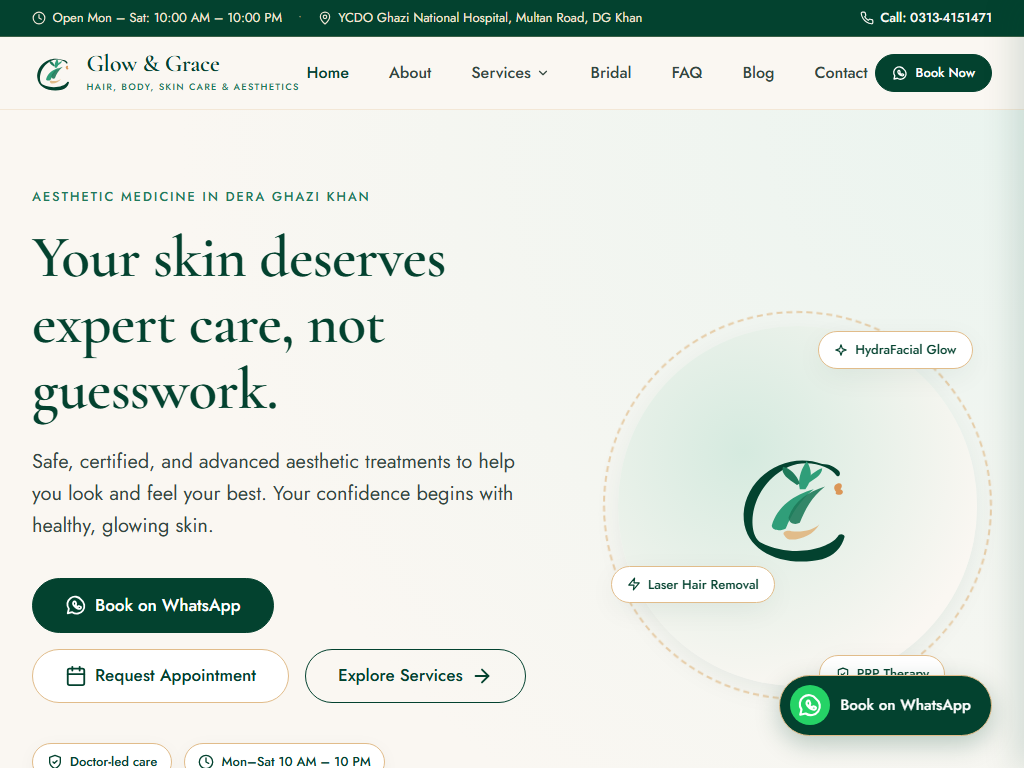 Open Mon – Sat: 10:00 AM – 10:00 PM · YCDO Ghazi National Hospital, Multan Road, DG Khan Call: 0313-4151471
Glow & Grace
HAIR, BODY, SKIN CARE & AESTHETICS
Home About Services Bridal FAQ Blog Contact Book Now
AESTHETIC MEDICINE IN DERA GHAZI KHAN
Your skin deserves
expert care, not
guesswork.
Safe, certified, and advanced aesthetic treatments to help
you look and feel your best. Your confidence begins with
healthy, glowing skin.
Book on WhatsApp
Request Appointment Explore Services
Doctor-led care Mon–Sat 10 AM – 10 PM
HydraFacial Glow
Laser Hair Removal
PRP Therapy
Book on WhatsApp